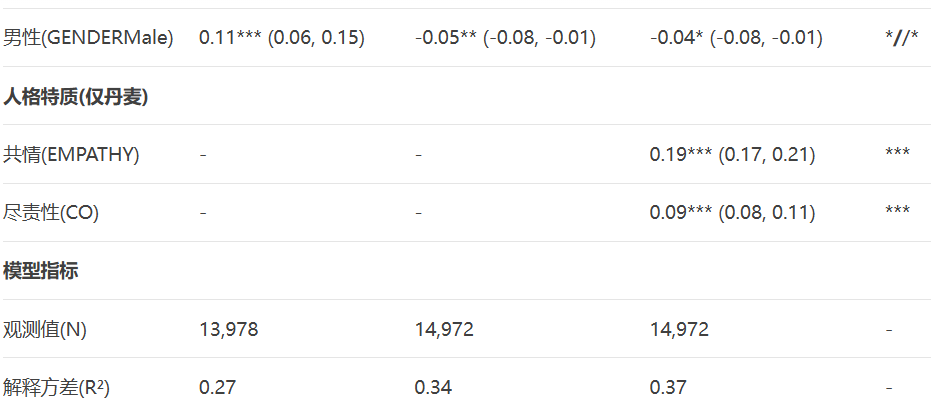 男性(GENDERMale) 0.11*** (0.06, 0.15) -0.05** (-0.08, -0.01) -0.04* (-0.08, -0.01) *//*
人格特质(仅丹麦)
共情(EMPATHY) - - 0.19*** (0.17, 0.21) ***
尽责性(CO) - - 0.09*** (0.08, 0.11) ***
模型指标
观测值(N) 13,978 14,972 14,972 -
解释方差(R²) 0.27 0.34 0.37 -